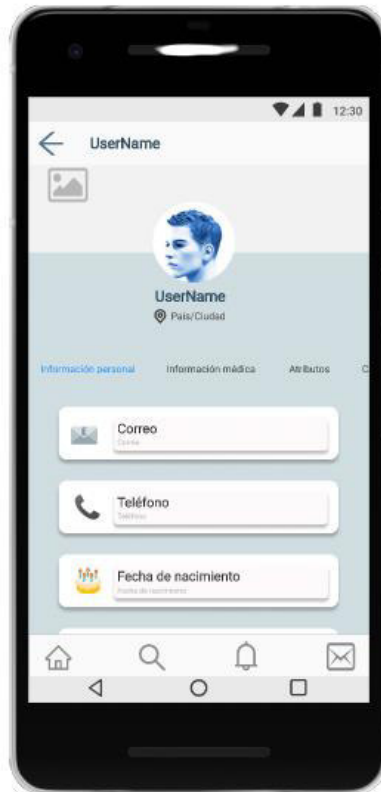 12:30
UserName
UserName
País/Ciudad
Información personal Información médica Atributos C
Correo
Correo
Teléfono
Teléfono
Fecha de nacimiento
Fecha de nacimiento